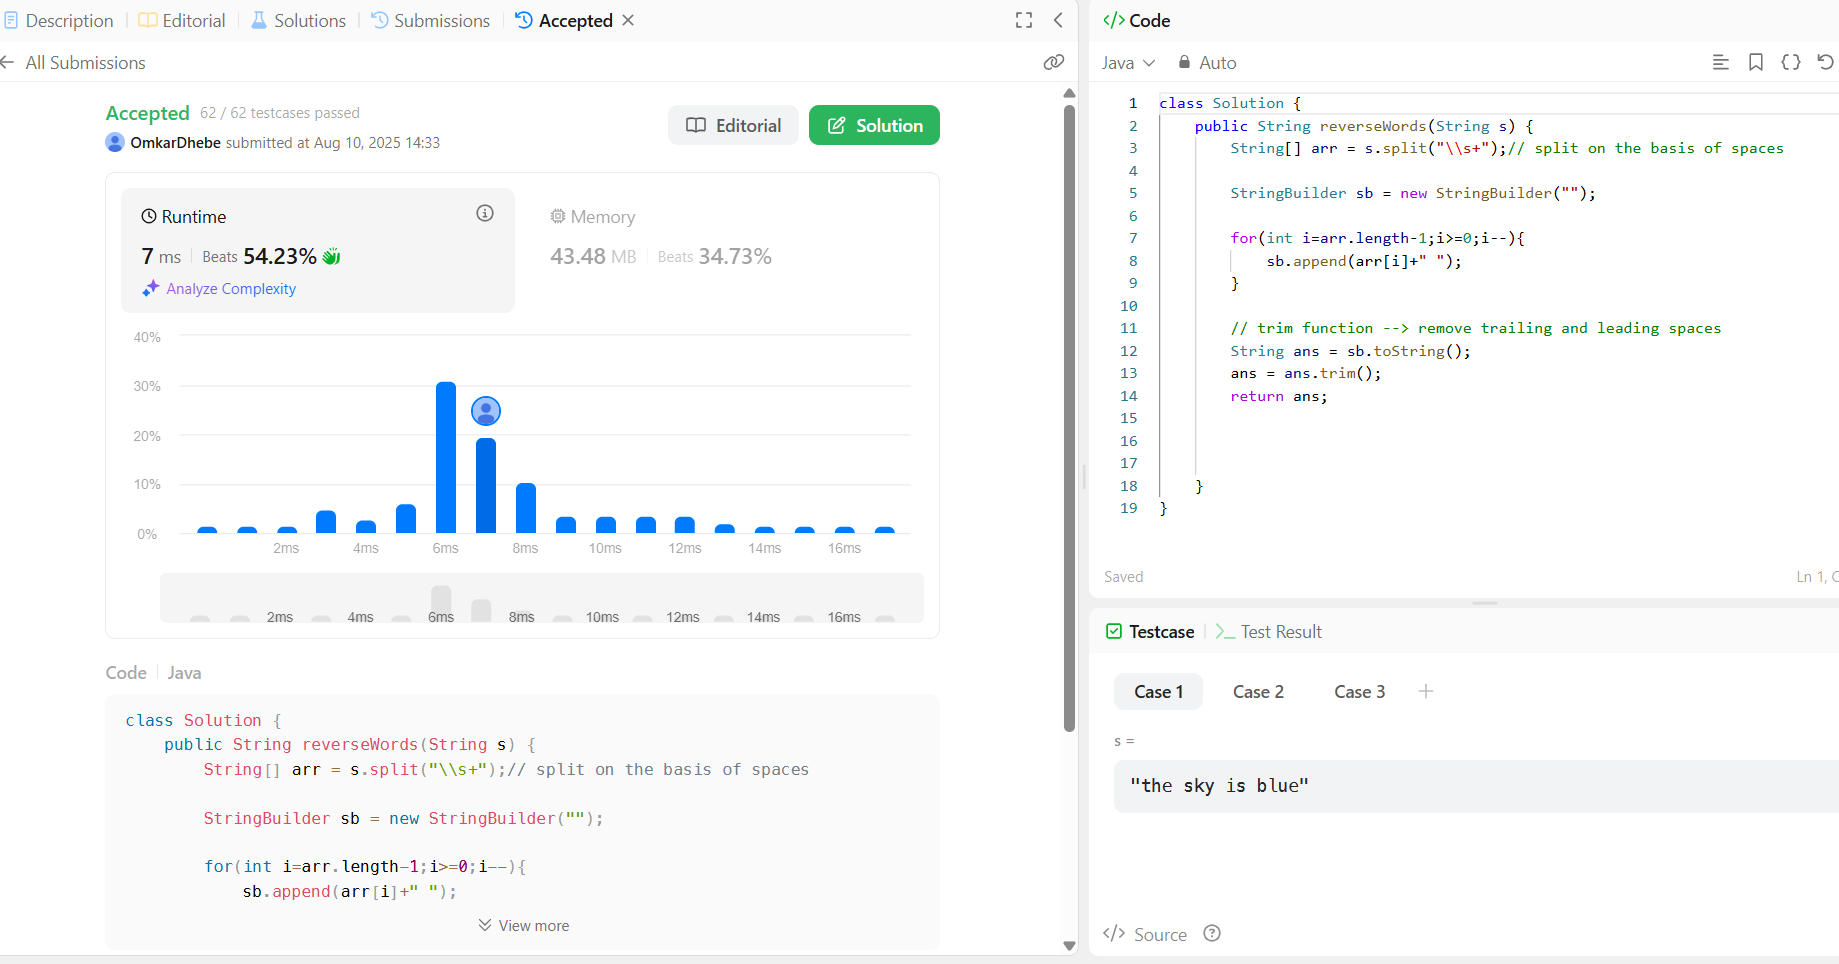 Description Editorial Solutions Submissions Accepted
All Submissions
Accepted 62 / 62 testcases passed
OmkarDhebe submitted at Aug 10, 2025 14:33
Editorial
Solution
Runtime
7 ms Beats 54.23%
Analyze Complexity
Memory
43.48 MB Beats 34.73%
40%
30%
20%
10%
0%
2ms 4ms 6ms 8ms 10ms 12ms 14ms 16ms
2ms 4ms 6ms 8ms 10ms 12ms 14ms 16ms
Code Java
class Solution {
public String reverseWords(String s) {
String[] arr = s.split("\\s+");// split on the basis of spaces
StringBuilder sb = new StringBuilder("");
for(int i=arr.length-1;i>=0;i--){
sb.append(arr[i]+" ");
View more
</> Code
Java Auto
1 class Solution {
2 public String reverseWords(String s) {
3 String[] arr = s.split("\\s+");// split on the basis of spaces
4
5 StringBuilder sb = new StringBuilder("");
6
7 for(int i=arr.length-1;i>=0;i--){
8 sb.append(arr[i]+" ");
9 }
10
11 // trim function --> remove trailing and leading spaces
12 String ans = sb.toString();
13 ans = ans.trim();
14 return ans;
15
16
17
18 }
19 }
Saved
Ln 1,
Testcase Test Result
Case 1 Case 2 Case 3 +
s =
"the sky is blue"
</> Source